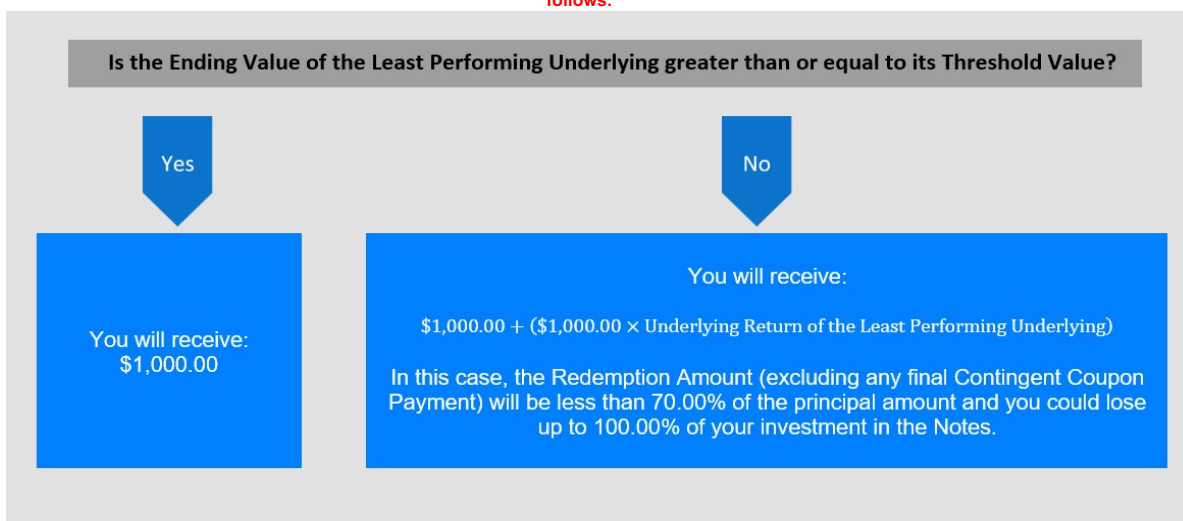 follows:
Is the Ending Value of the Least Performing Underlying greater than or equal to its Threshold Value?
Yes
No
You will receive:
$1,000.00
You will receive:
$1,000.00 + ($1,000.00 × Underlying Return of the Least Performing Underlying)
In this case, the Redemption Amount (excluding any final Contingent Coupon
Payment) will be less than 70.00% of the principal amount and you could lose
up to 100.00% of your investment in the Notes.